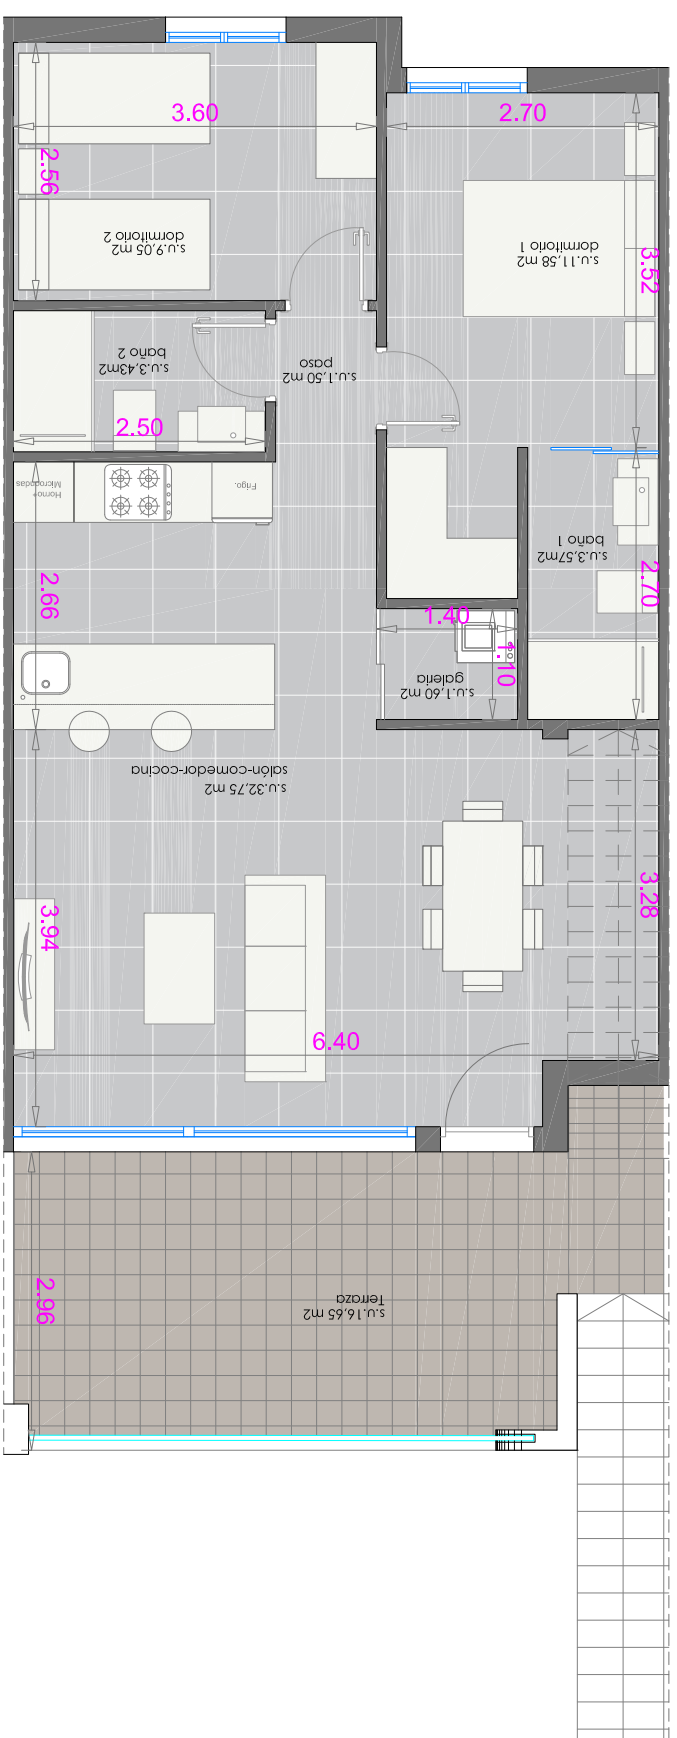 3.60
2.70
2.56
dormitorio 2
s.u.9,05 m2
dormitorio 1
s.u.11,58 m2
3.52
baño 2
s.u.3,43m2
paso
s.u.1,50 m2
2.50
Horno+
Microondas
Frigo.
baño 1
s.u.3,57m2
2.66
2.70
1.40
1.10
galeria
s.u.1,60 m2
salón-comedor-cocina
s.u.32,75 m2
3.94
3.28
6.40
2.96
Terraza
s.u.16,65 m2